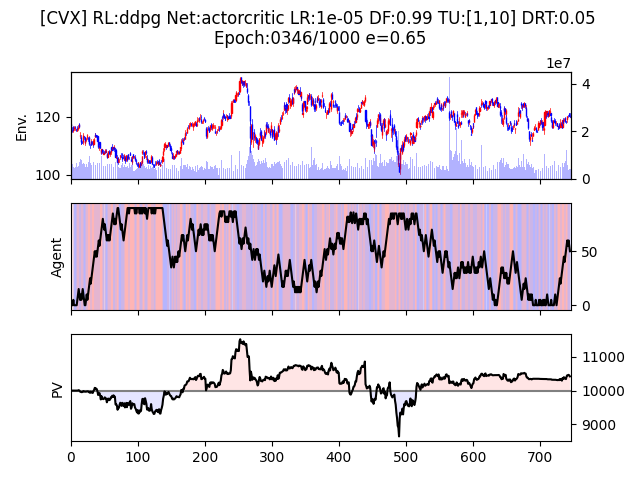 [CVX] RL:ddpg Net:actorcritic LR:1e-05 DF:0.99 TU:[1,10] DRT:0.05
Epoch:0346/1000 e=0.65
1e7
Env.
120
100
4
2
0
Agent
50
0
PV
11000
10000
9000
0 100 200 300 400 500 600 700